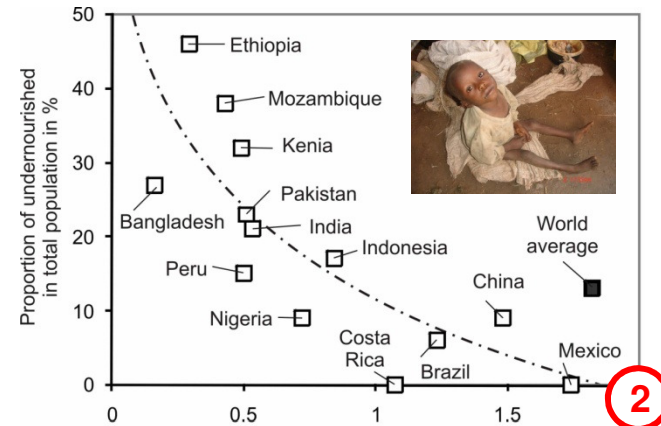 50
40
30
20
10
0
Proportion of undernourished
in total population in %
Ethiopia
Mozambique
Kenia
Pakistan
Bangladesh
India
Indonesia
World
average
Peru
China
Nigeria
Costa
Rica
Brazil
Mexico
0
0.5
1
1.5
2